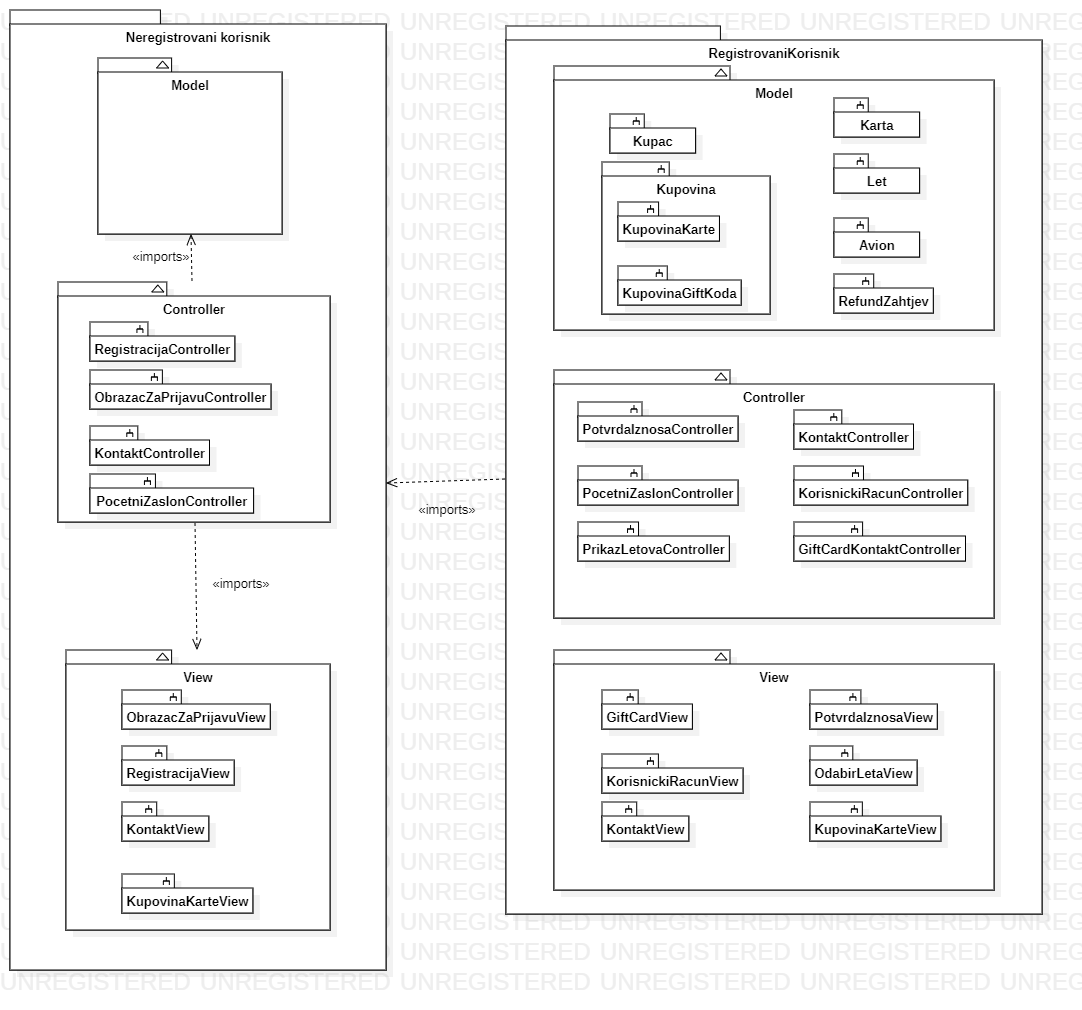 Neregistrovani korisnik
Model
«imports»
Controller
RegistracijaController
ObrazacZaPrijavuController
KontaktController
PocetniZaslonController
«imports»
View
ObrazacZaPrijavuView
RegistracijaView
KontaktView
KupovinaKarteView
«imports»
RegistrovaniKorisnik
Model
Kupac
Kupovina
KupovinaKarte
KupovinaGiftKoda
Karta
Let
Avion
RefundZahtjev
Controller
PotvrdaIznosaController
KontaktController
PocetniZaslonController
KorisnickiRacunController
PrikazLetovaController
GiftCardKontaktController
View
GiftCardView
PotvrdaIznosaView
KorisnickiRacunView
OdabirLetaView
KontaktView
KupovinaKarteView
UNREGISTERED UNREGISTERED UNREGISTERED UNREGISTERED UNREGISTERED